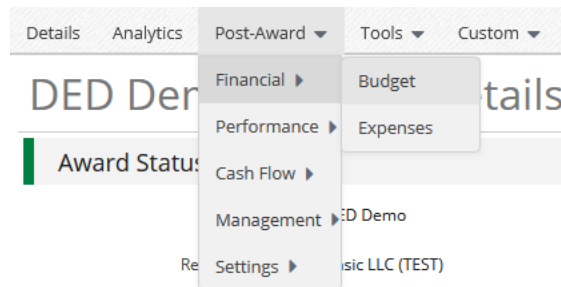 Details Analytics Post-Award Tools Custom
Financial Budget
DED Der tails
Performance Expenses
Award Status
Cash Flow
Management ED Demo
Re Settings sic LLC (TEST)